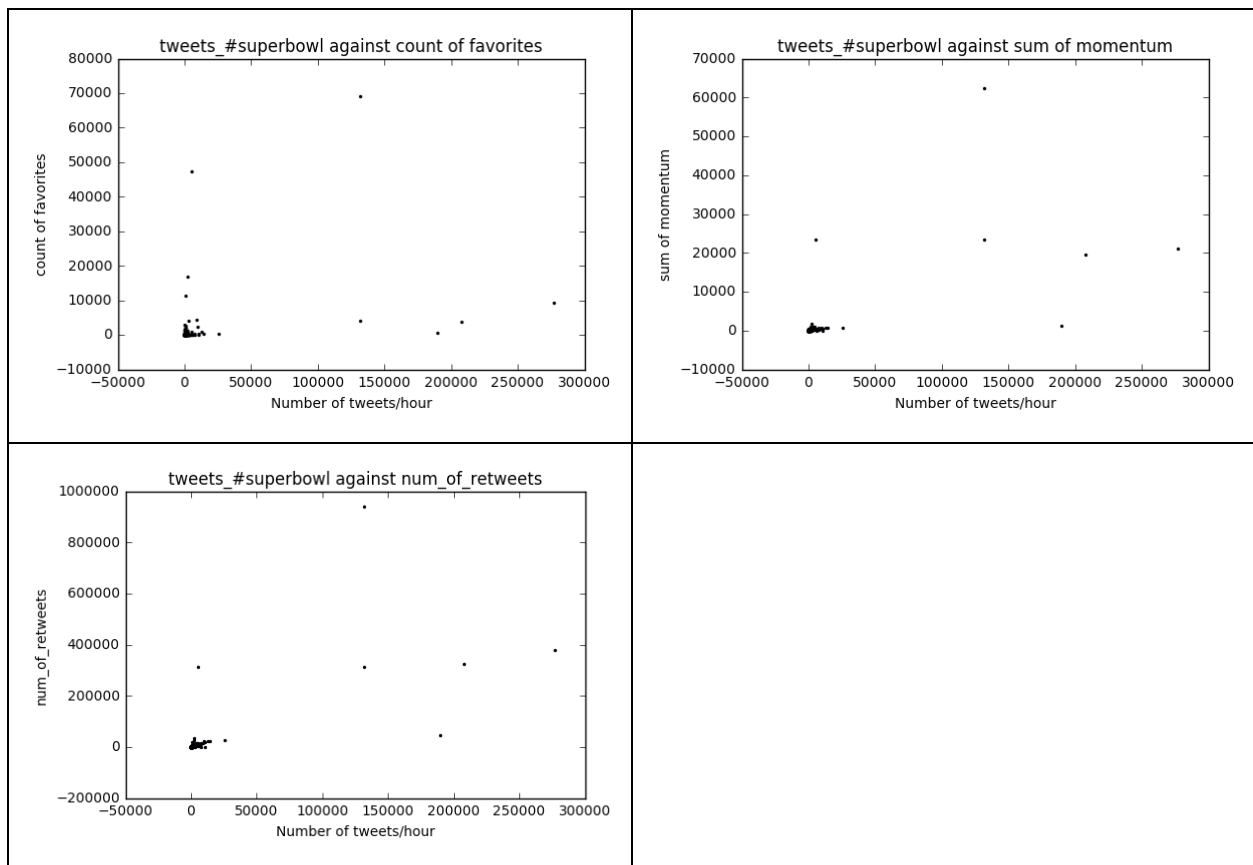 tweets_#superbowl against count of favorites
80000
70000
60000
50000
40000
30000
20000
10000
0
−10000
count of favorites
−50000 0 50000 100000 150000 200000 250000 300000
Number of tweets/hour
tweets_#superbowl against sum of momentum
70000
60000
50000
40000
30000
20000
10000
0
−10000
sum of momentum
−50000 0 50000 100000 150000 200000 250000 300000
Number of tweets/hour
tweets_#superbowl against num_of_retweets
1000000
800000
600000
400000
200000
0
−200000
num_of_retweets
−50000 0 50000 100000 150000 200000 250000 300000
Number of tweets/hour